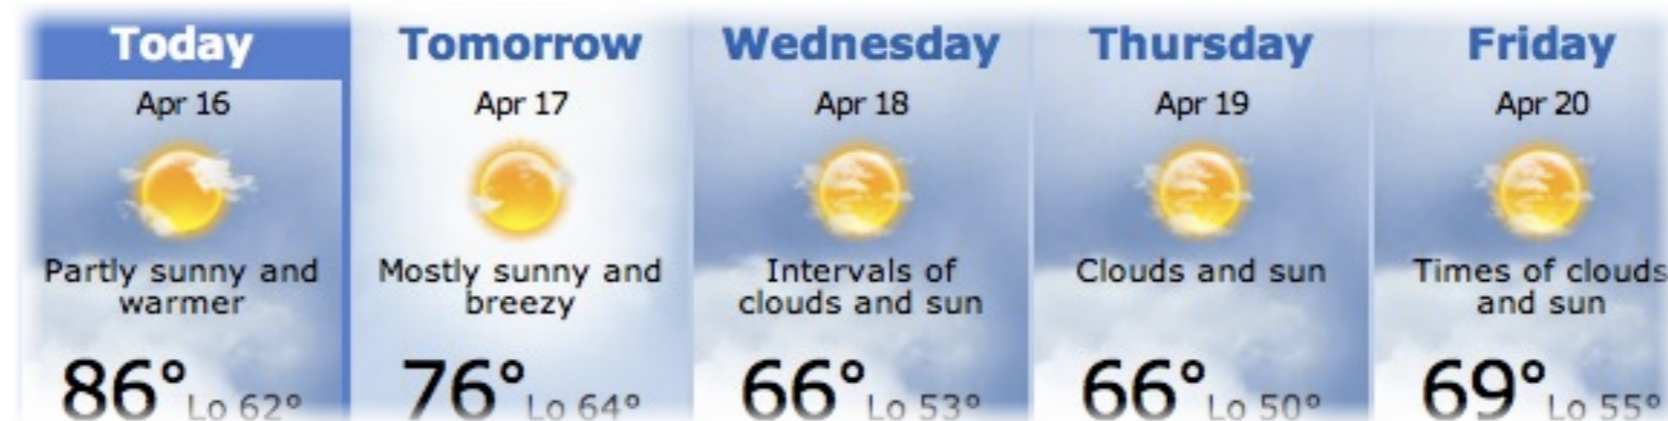 Today
Apr 16
Partly sunny and
warmer
86° Lo 62°
Tomorrow
Apr 17
Mostly sunny and
breezy
76° Lo 64°
Wednesday
Apr 18
Intervals of
clouds and sun
66° Lo 53°
Thursday
Apr 19
Clouds and sun
66° Lo 50°
Friday
Apr 20
Times of clouds
and sun
69° Lo 55°